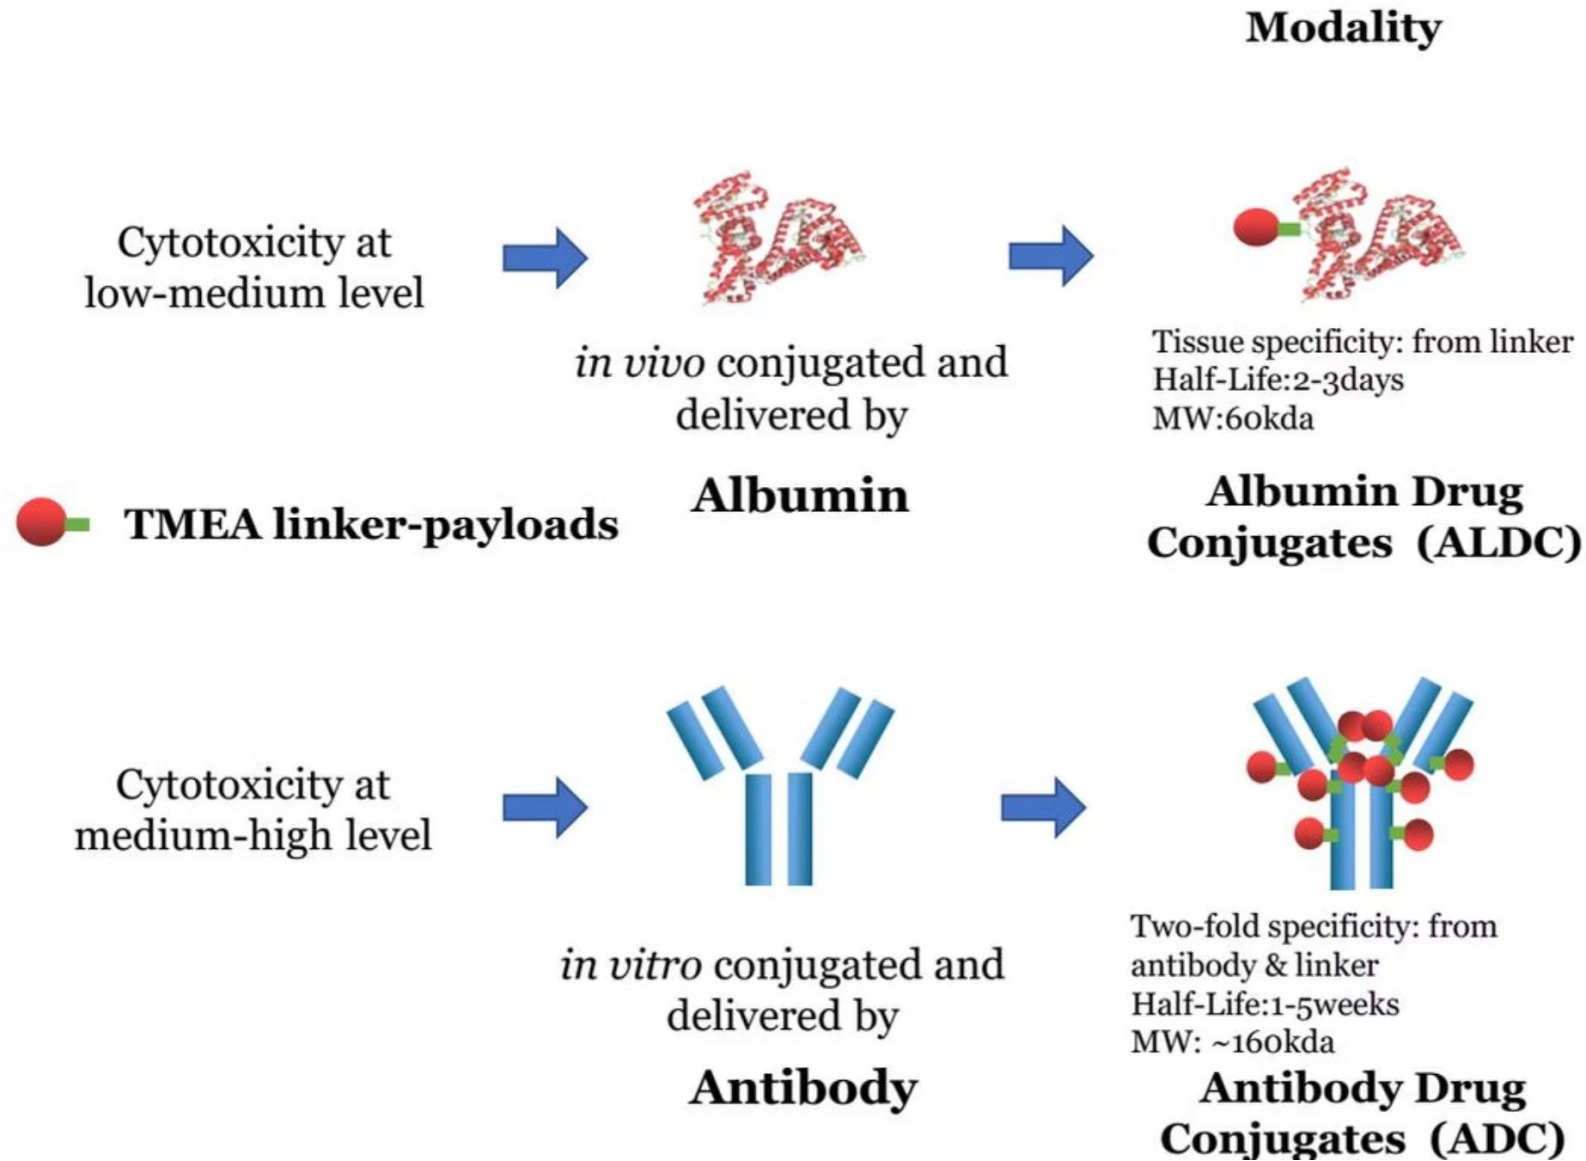 Modality
Cytotoxicity at
low-medium level
in vivo conjugated and
delivered by
Albumin
Tissue specificity: from linker
Half-Life:2-3days
MW:60kda
Albumin Drug
Conjugates (ALDC)
TMEA linker-payloads
Cytotoxicity at
medium-high level
in vitro conjugated and
delivered by
Antibody
Two-fold specificity: from
antibody & linker
Half-Life:1-5weeks
MW: ~160kda
Antibody Drug
Conjugates (ADC)